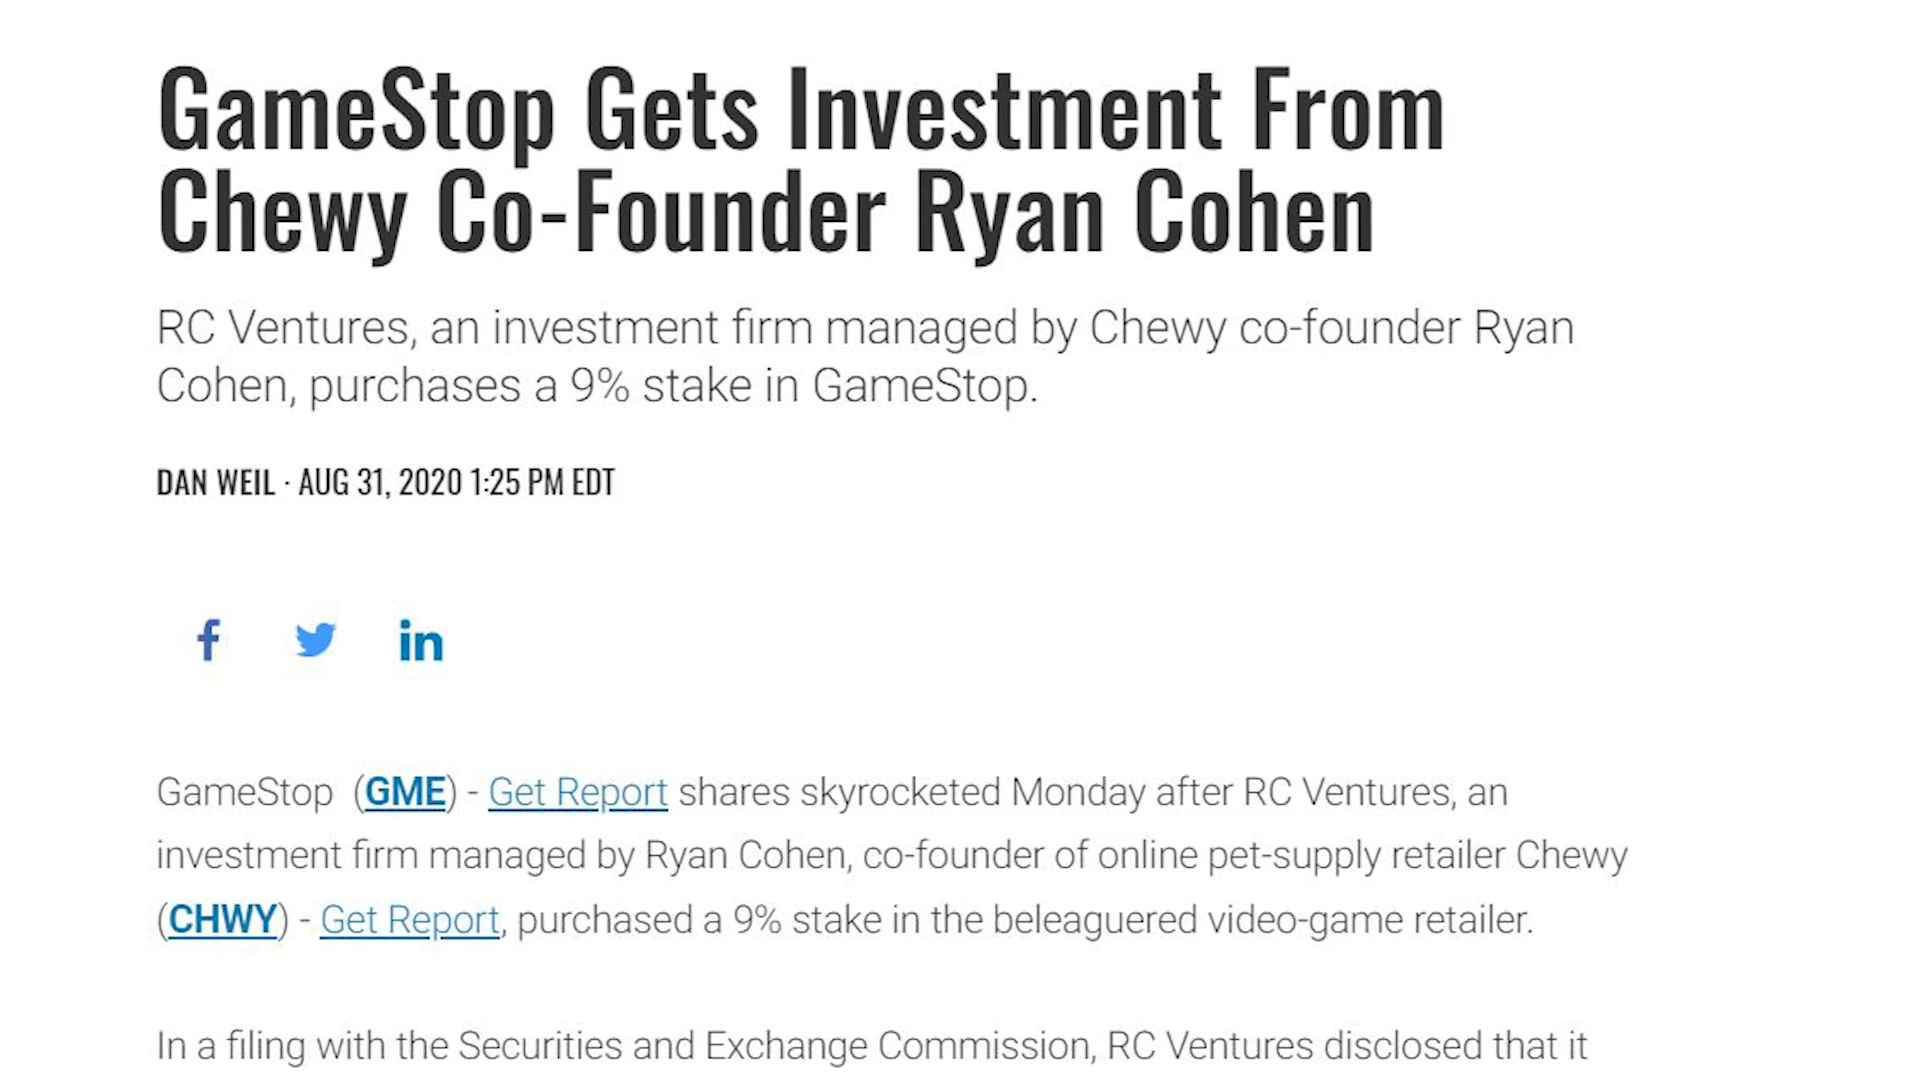 GameStop Gets Investment From
Chewy Co-Founder Ryan Cohen
RC Ventures, an investment firm managed by Chewy co-founder Ryan
Cohen, purchases a 9% stake in GameStop.
DAN WEIL · AUG 31, 2020 1:25 PM EDT
f in
GameStop (GME) - Get Report shares skyrocketed Monday after RC Ventures, an
investment firm managed by Ryan Cohen, co-founder of online pet-supply retailer Chewy
(CHWY) - Get Report, purchased a 9% stake in the beleaguered video-game retailer.
In a filing with the Securities and Exchange Commission, RC Ventures disclosed that it